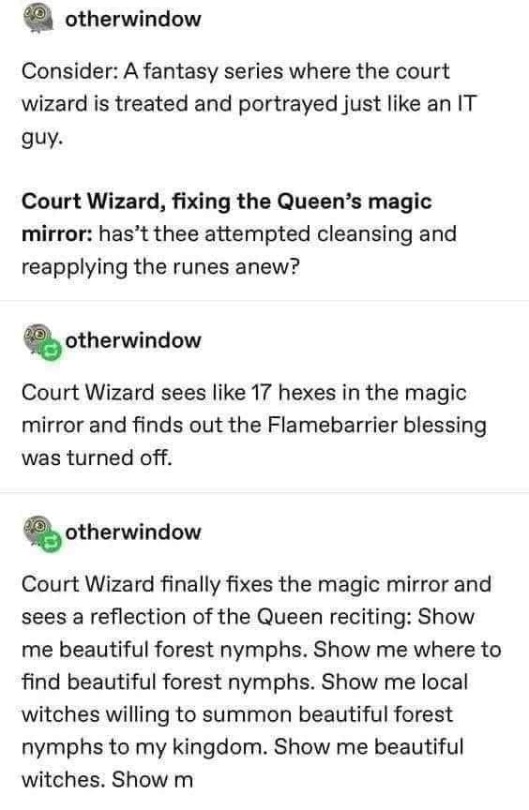 otherwindow
Consider: A fantasy series where the court
wizard is treated and portrayed just like an IT
guy.
Court Wizard, fixing the Queen's magic
mirror: has't thee attempted cleansing and
reapplying the runes anew?
otherwindow
Court Wizard sees like 17 hexes in the magic
mirror and finds out the Flamebarrier blessing
was turned off.
otherwindow
Court Wizard finally fixes the magic mirror and
sees a reflection of the Queen reciting: Show
me beautiful forest nymphs. Show me where to
find beautiful forest nymphs. Show me local
witches willing to summon beautiful forest
nymphs to my kingdom. Show me beautiful
witches. Show m